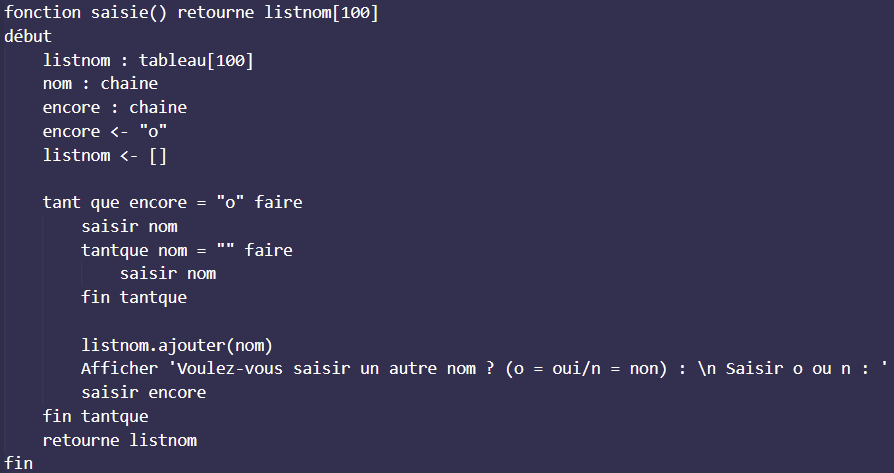 fonction saisie() retourne listnom[100]
début
listnom : tableau[100]
nom : chaine
encore : chaine
encore <- "o"
listnom <- []
tant que encore = "o" faire
saisir nom
tantque nom = "" faire
saisir nom
fin tantque
listnom.ajouter(nom)
Afficher 'Voulez-vous saisir un autre nom ? (o = oui/n = non) : \n Saisir o ou n : '
saisir encore
fin tantque
retourne listnom
fin